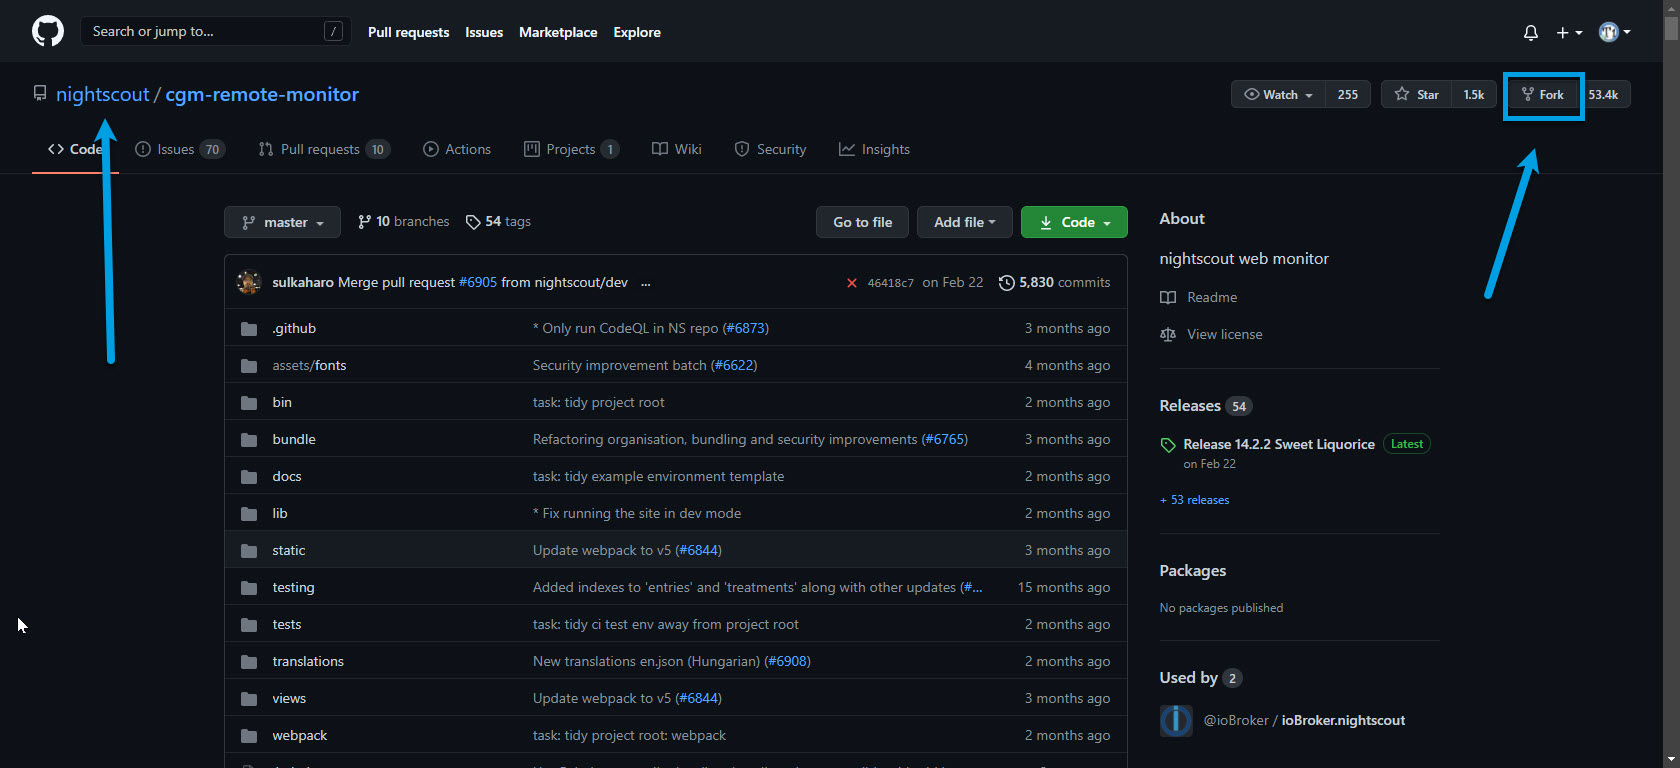 Search or jump to... /
Pull requests Issues Marketplace Explore
nightscout / cgm-remote-monitor
Watch 255 Star 1.5k Fork 53.4k
Code Issues 70 Pull requests 10 Actions Projects 1 Wiki Security Insights
master 10 branches 54 tags
Go to file Add file Code
sulkaharo Merge pull request #6905 from nightscout/dev ... 46418c7 on Feb 22 5,830 commits
.github * Only run CodeQL in NS repo (#6873) 3 months ago
assets/fonts Security improvement batch (#6622) 4 months ago
bin task: tidy project root 2 months ago
bundle Refactoring organisation, bundling and security improvements (#6765) 3 months ago
docs task: tidy example environment template 2 months ago
lib * Fix running the site in dev mode 2 months ago
static Update webpack to v5 (#6844) 3 months ago
testing Added indexes to 'entries' and 'treatments' along with other updates (#... 15 months ago
tests task: tidy ci test env away from project root 2 months ago
translations New translations en.json (Hungarian) (#6908) 2 months ago
views Update webpack to v5 (#6844) 3 months ago
webpack task: tidy project root: webpack 2 months ago
About
nightscout web monitor
Readme
View license
Releases 54
Release 14.2.2 Sweet Liquorice Latest
on Feb 22
+ 53 releases
Packages
No packages published
Used by 2
@ioBroker / ioBroker.nightscout